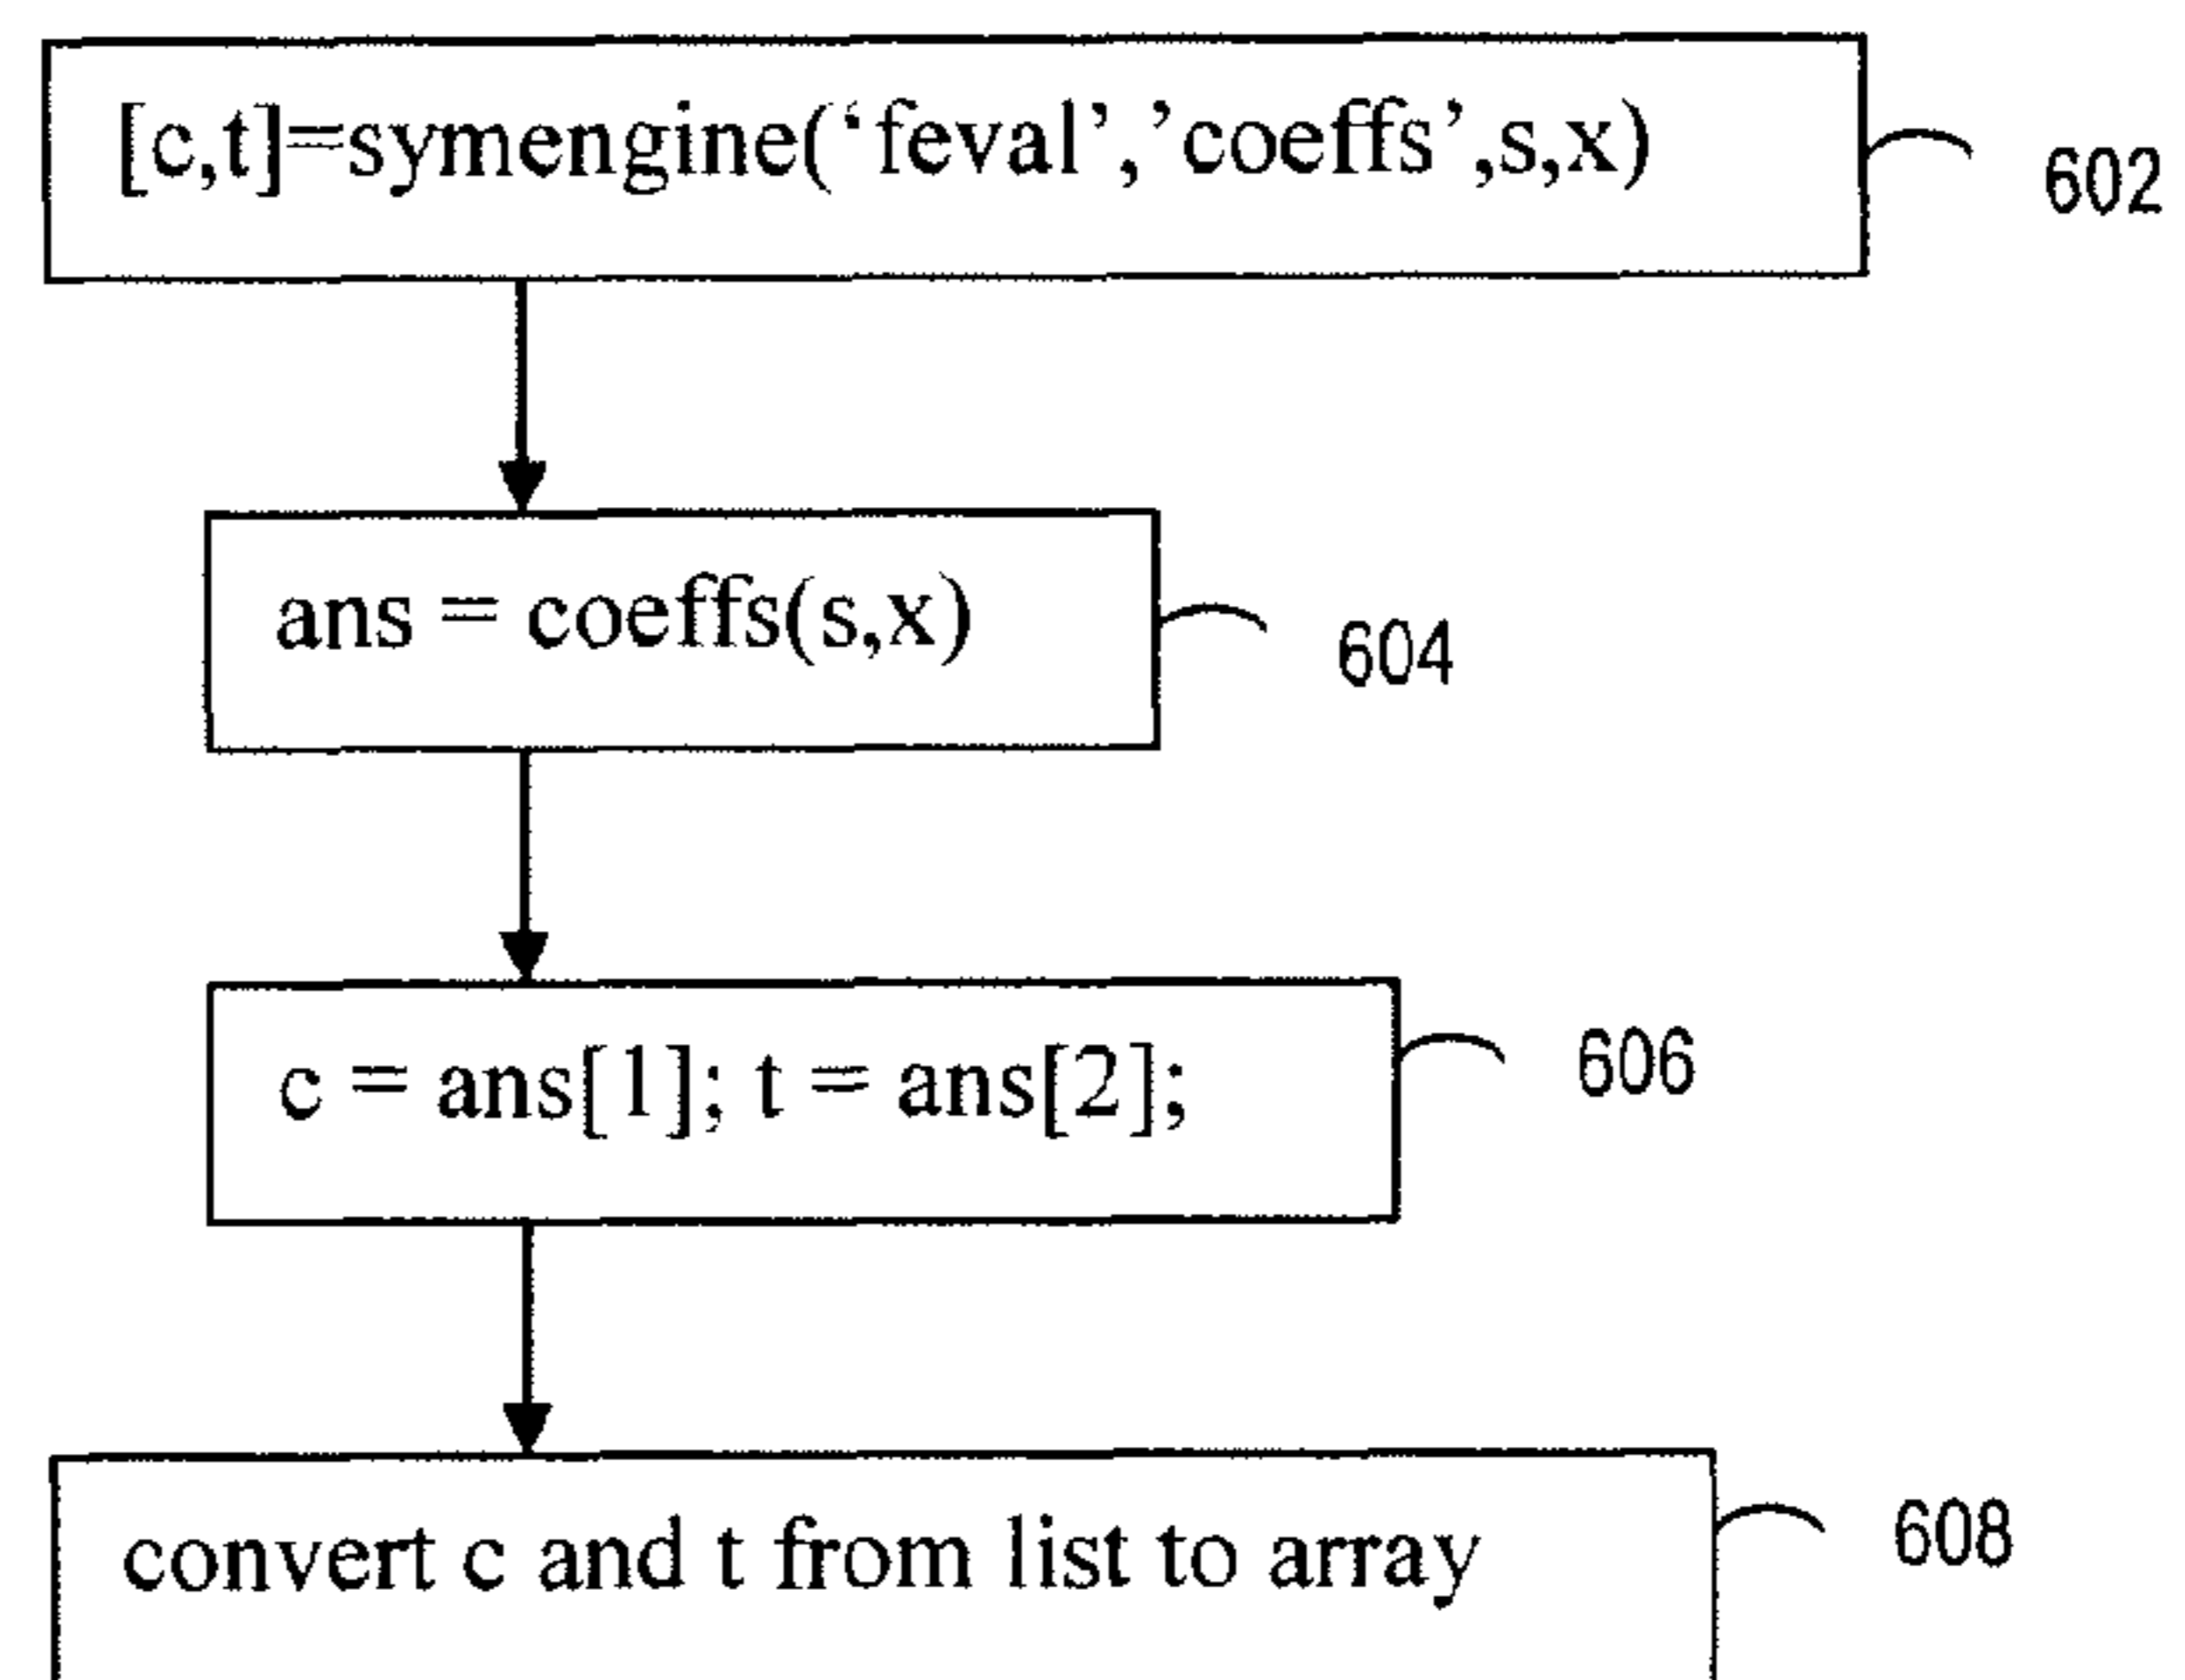 [c,t]=symengine(‘feval’,’coeffs’,s,x)
602
ans = coeffs(s,x)
604
c = ans[1]; t = ans[2];
606
convert c and t from list to array
608